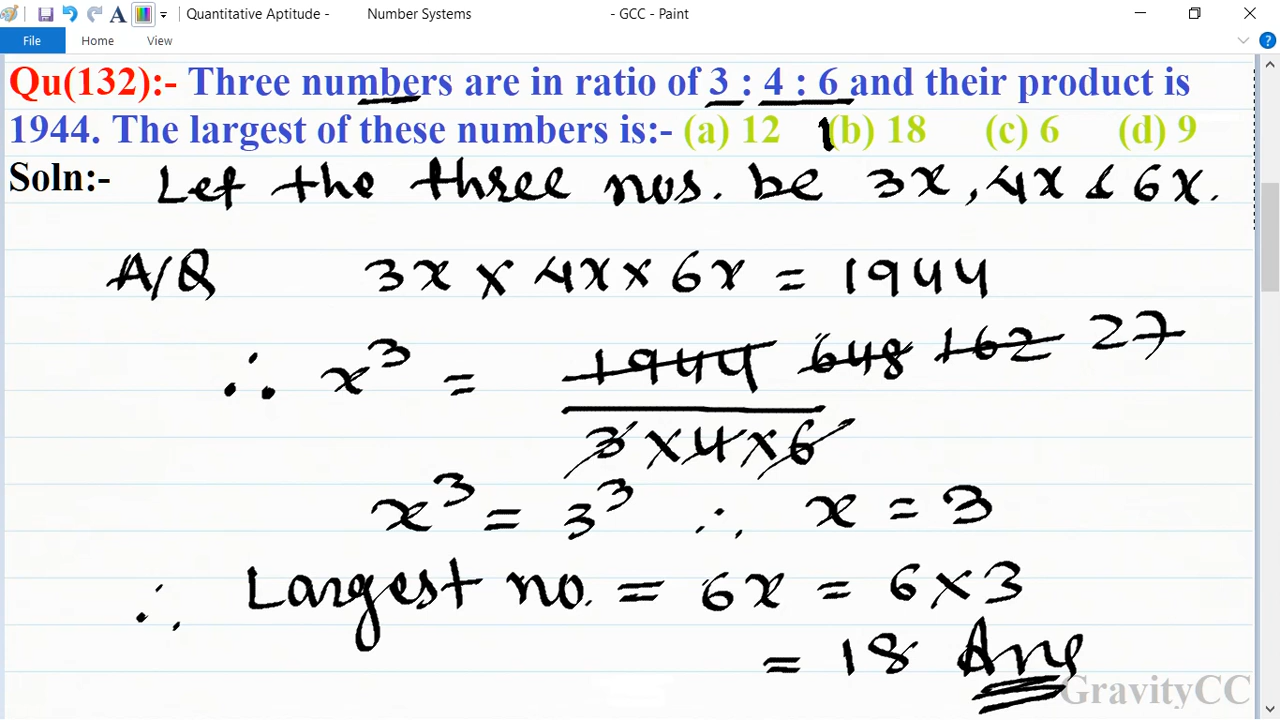 Quantitative Aptitude - Number Systems - GCC - Paint
File Home View
Qu(132):- Three numbers are in ratio of 3 : 4 : 6 and their product is
1944. The largest of these numbers is:- (a) 12 (b) 18 (c) 6 (d) 9
Soln:- Let the three nos. be 3x, 4x & 6x.
A/Q 3x × 4x × 6x = 1944
∴ x³ = 1944 648 162 27
3 × 4 × 6
x³ = 3³ ∴ x = 3
∴ Largest no. = 6x = 6 × 3
= 18 Ans
GravityCC